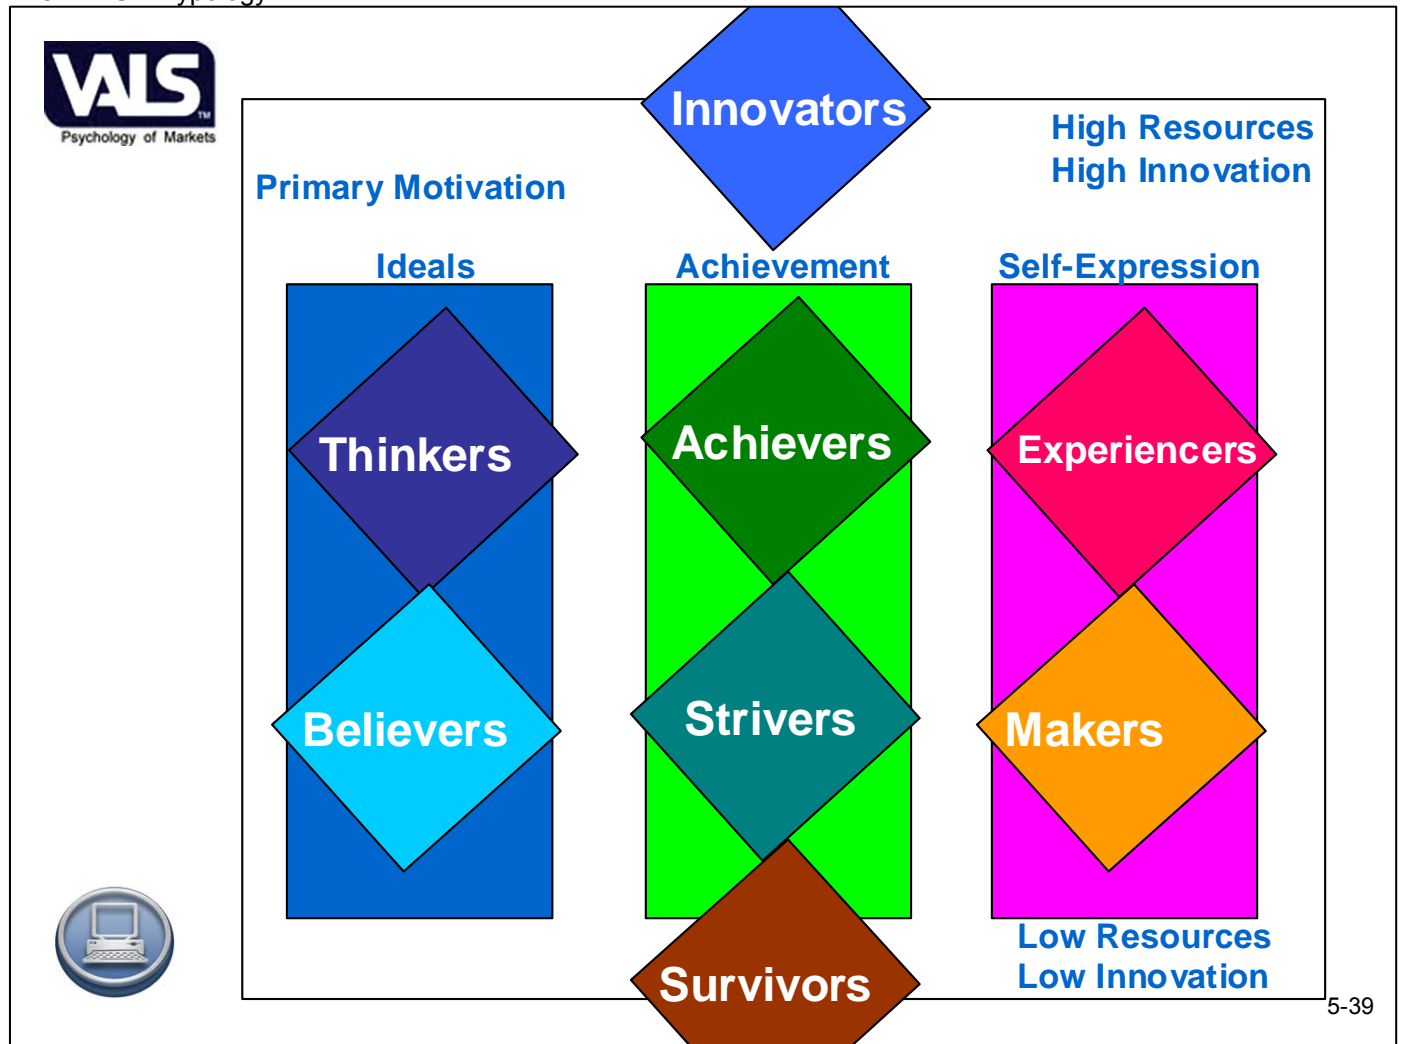 VALS
TM
Psychology of Markets
Innovators
High Resources
High Innovation
Primary Motivation
Ideals
Achievement
Self-Expression
Thinkers
Achievers
Experiencers
Believers
Strivers
Makers
Low Resources
Low Innovation
Survivors
5-39